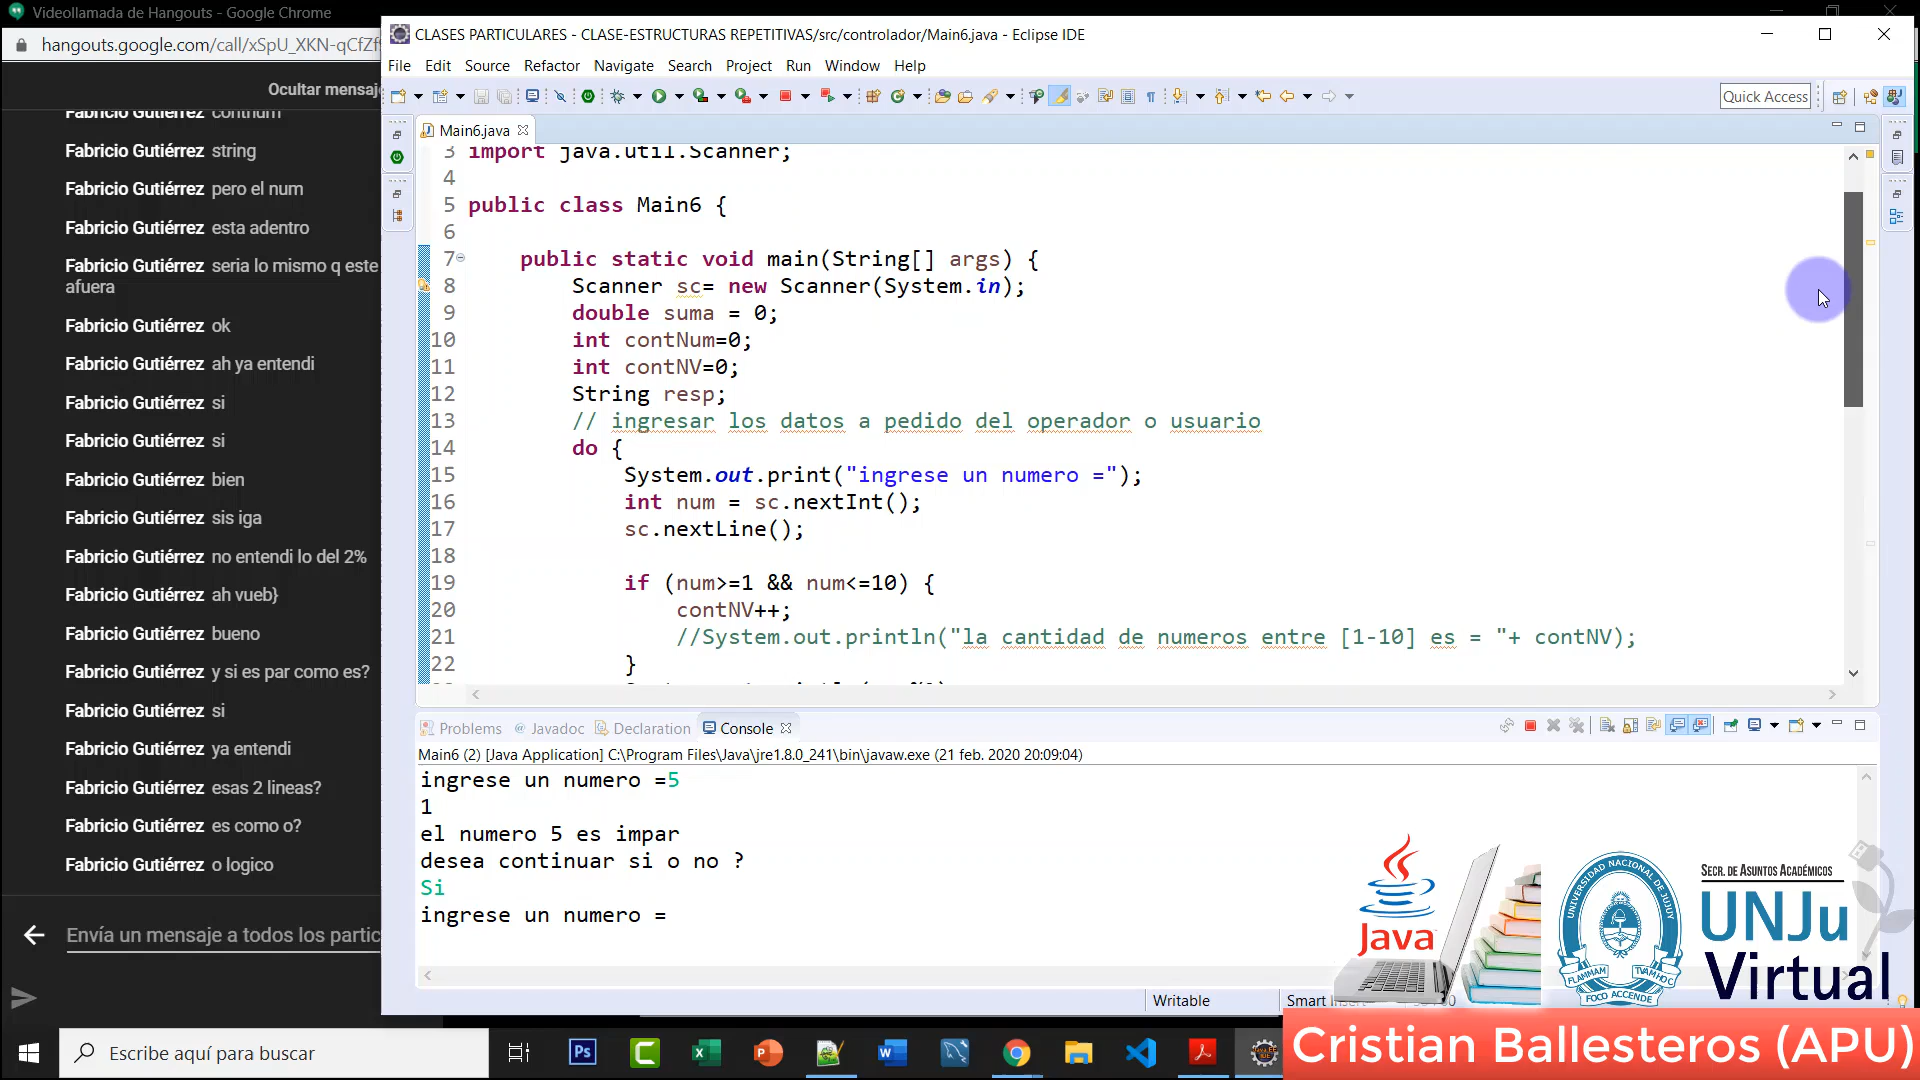 Videollamada de Hangouts - Google Chrome
hangouts.google.com/call/xSpU_XKN-qCfZf
Ocultar mensaj
Fabricio Gutiérrez contnum
Fabricio Gutiérrez string
Fabricio Gutiérrez pero el num
Fabricio Gutiérrez esta adentro
Fabricio Gutiérrez seria lo mismo q este
afuera
Fabricio Gutiérrez ok
Fabricio Gutiérrez ah ya entendi
Fabricio Gutiérrez si
Fabricio Gutiérrez si
Fabricio Gutiérrez bien
Fabricio Gutiérrez sis iga
Fabricio Gutiérrez no entendi lo del 2%
Fabricio Gutiérrez ah vueb}
Fabricio Gutiérrez bueno
Fabricio Gutiérrez y si es par como es?
Fabricio Gutiérrez si
Fabricio Gutiérrez ya entendi
Fabricio Gutiérrez esas 2 lineas?
Fabricio Gutiérrez es como o?
Fabricio Gutiérrez o logico
Envía un mensaje a todos los partic
CLASES PARTICULARES - CLASE-ESTRUCTURAS REPETITIVAS/src/controlador/Main6.java - Eclipse IDE
File Edit Source Refactor Navigate Search Project Run Window Help
Quick Access
Main6.java
3 import java.util.Scanner;
4
5 public class Main6 {
6
7 public static void main(String[] args) {
8 Scanner sc= new Scanner(System.in);
9 double suma = 0;
10 int contNum=0;
11 int contNV=0;
12 String resp;
13 // ingresar los datos a pedido del operador o usuario
14 do {
15 System.out.print("ingrese un numero =");
16 int num = sc.nextInt();
17 sc.nextLine();
18
19 if (num>=1 && num<=10) {
20 contNV++;
21 //System.out.println("la cantidad de numeros entre [1-10] es = "+ contNV);
22 }
Problems Javadoc Declaration Console
Main6 (2) [Java Application] C:\Program Files\Java\jre1.8.0_241\bin\javaw.exe (21 feb. 2020 20:09:04)
ingrese un numero =5
1
el numero 5 es impar
desea continuar si o no ?
Si
ingrese un numero =
Java
UNIVERSIDAD NACIONAL DE JUJUY
FOCO ACCENDE
Secr. de Asuntos Académicos
UNJu
Virtual
Writable
Smart Insert
Cristian Ballesteros (APU)
Escribe aquí para buscar